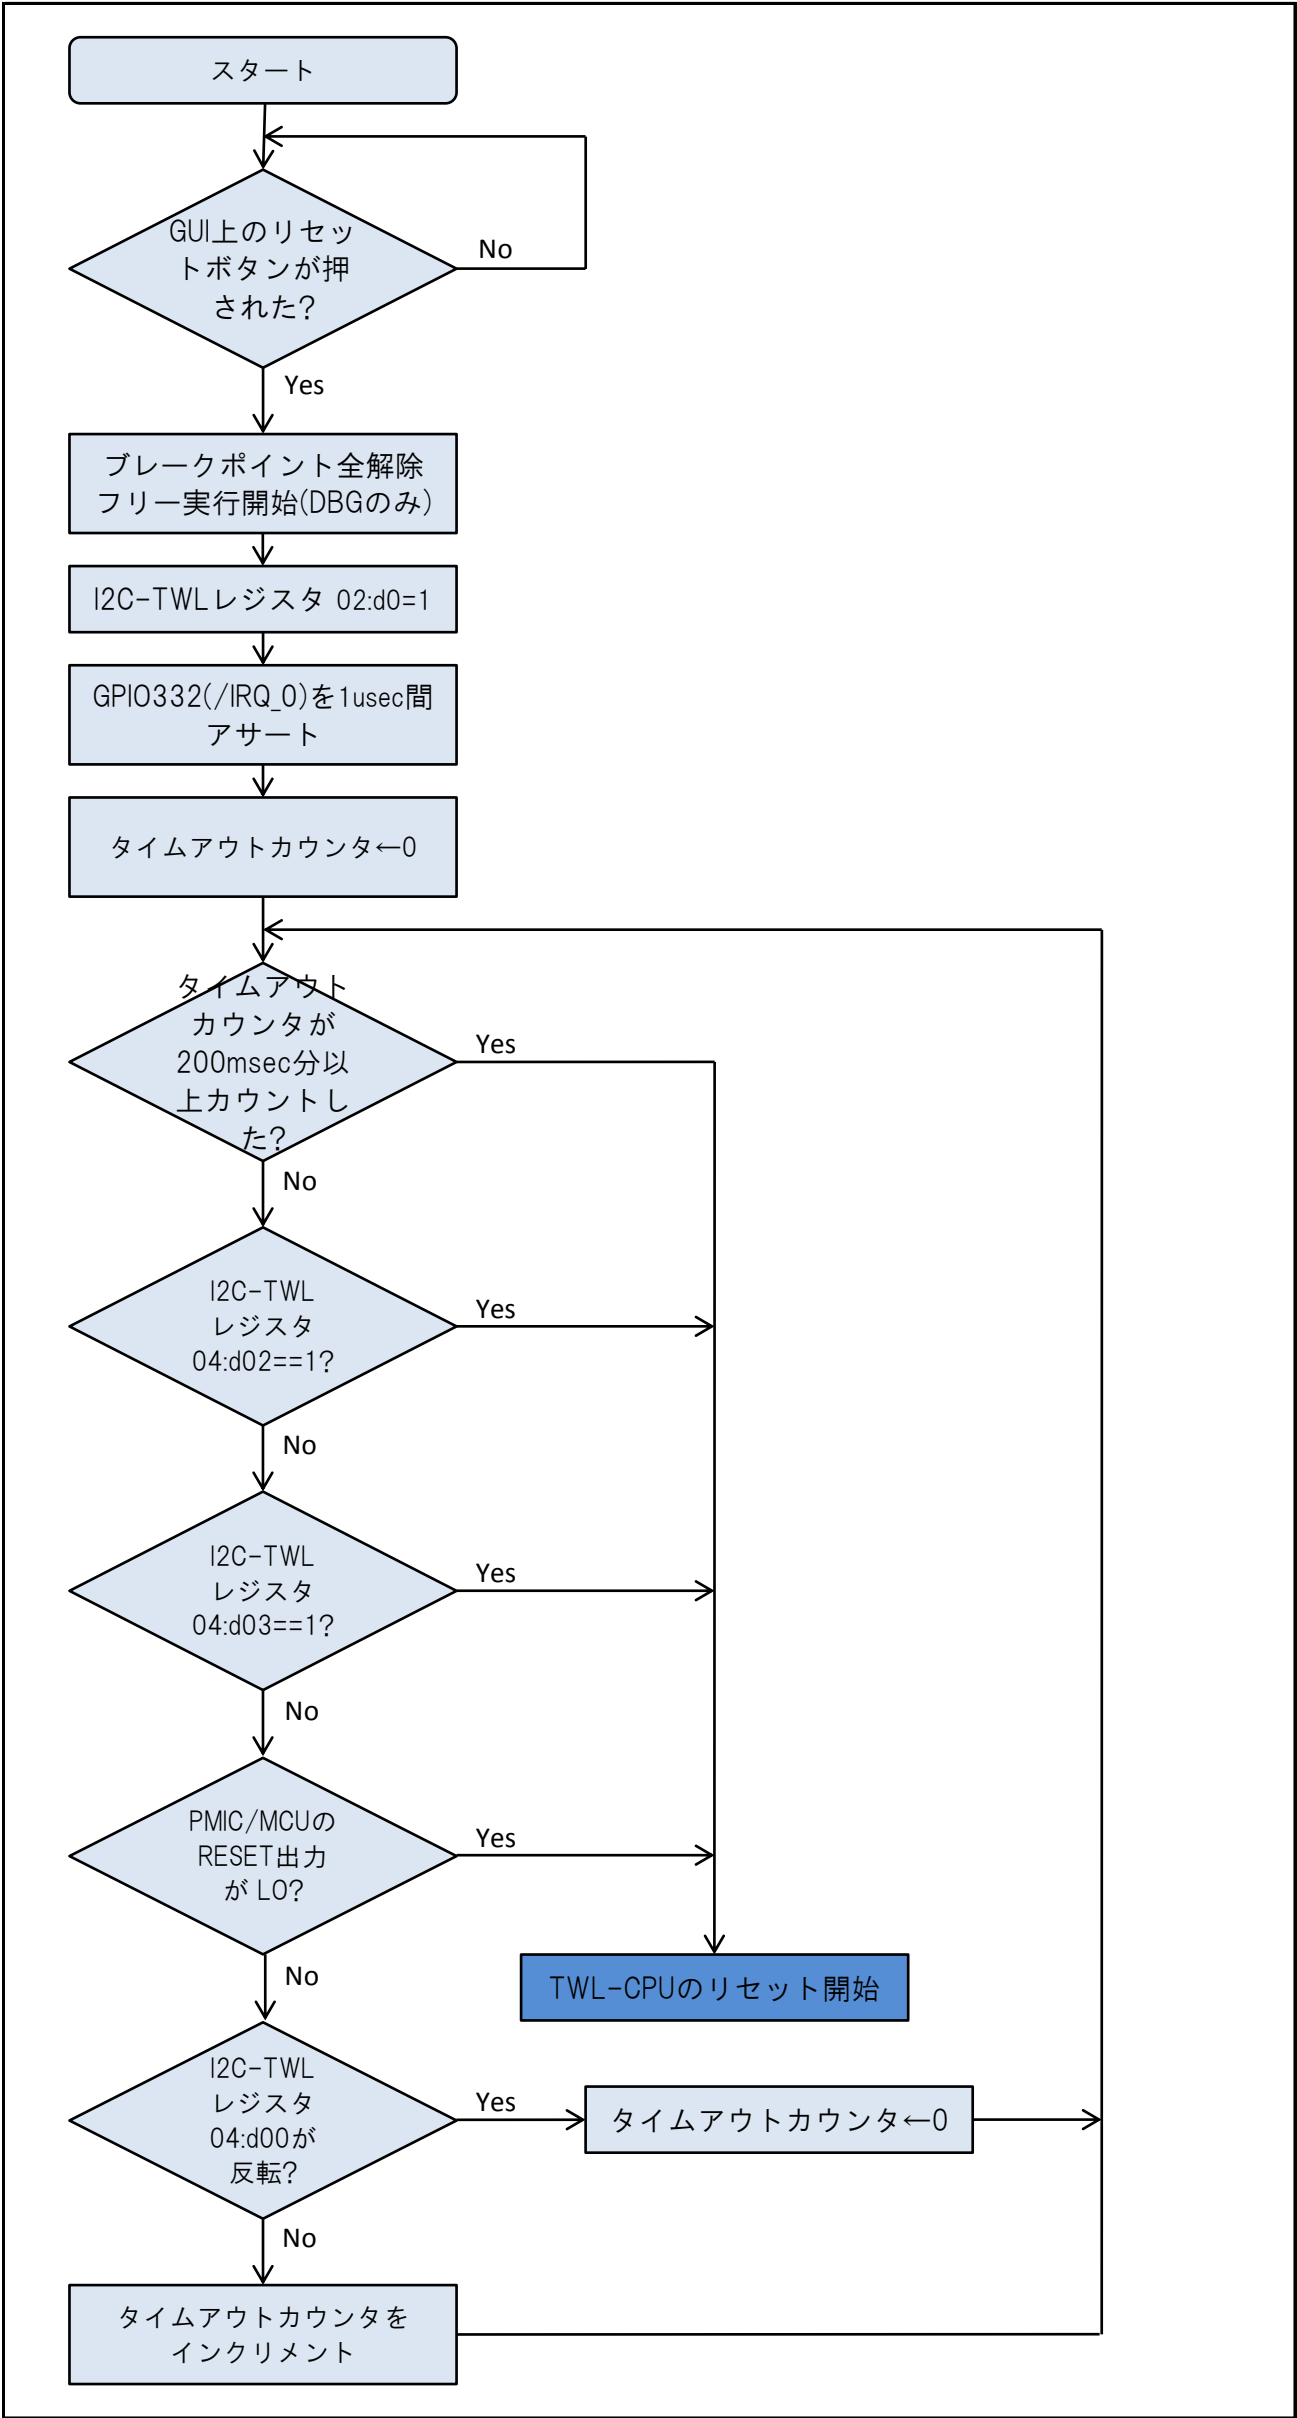 スタート
GUI上のリセッ
トボタンが押
された?
No
Yes
ブレークポイント全解除
フリー実行開始(DBGのみ)
I2C-TWLレジスタ 02:d0=1
GPIO332(/IRQ_0)を1usec間
アサート
タイムアウトカウンタ←0
タイムアウト
カウンタが
200msec分以
上カウントし
た?
Yes
No
I2C-TWL
レジスタ
04:d02==1?
Yes
No
I2C-TWL
レジスタ
04:d03==1?
Yes
No
PMIC/MCUの
RESET出力
が LO?
Yes
No
TWL-CPUのリセット開始
I2C-TWL
レジスタ
04:d00が
反転?
Yes
タイムアウトカウンタ←0
No
タイムアウトカウンタを
インクリメント